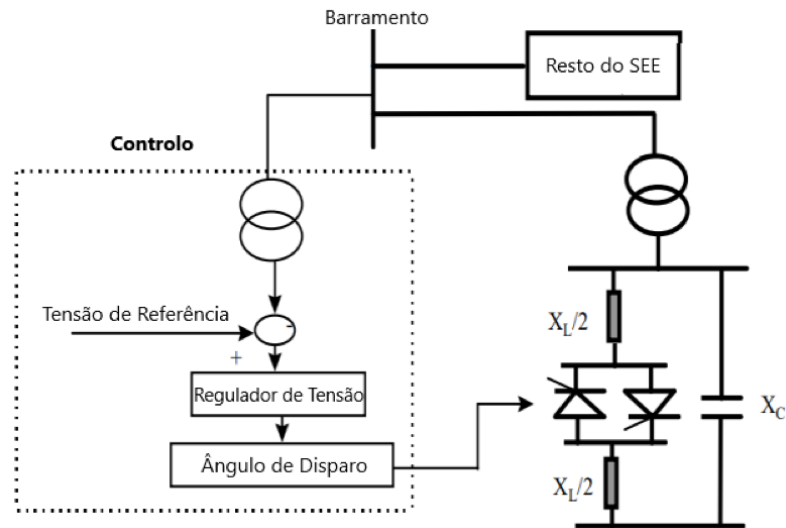 Barramento
Resto do SEE
Controlo
Tensão de Referência
-
+
Regulador de Tensão
Ângulo de Disparo
X_L/2
X_C
X_L/2